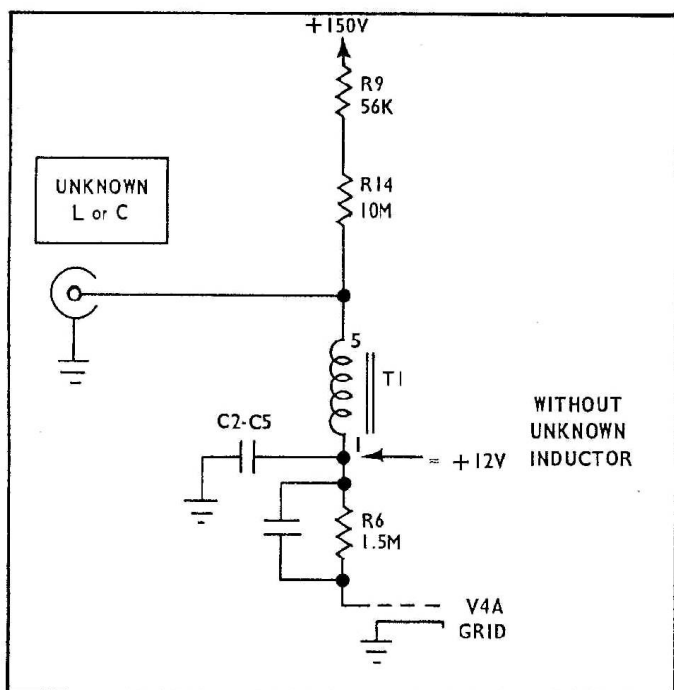 +150V
R9
56K
R14
10M
UNKNOWN
L or C
5
T1
C2-C5
1
≈ +12V
WITHOUT
UNKNOWN
INDUCTOR
R6
1.5M
V4A
GRID